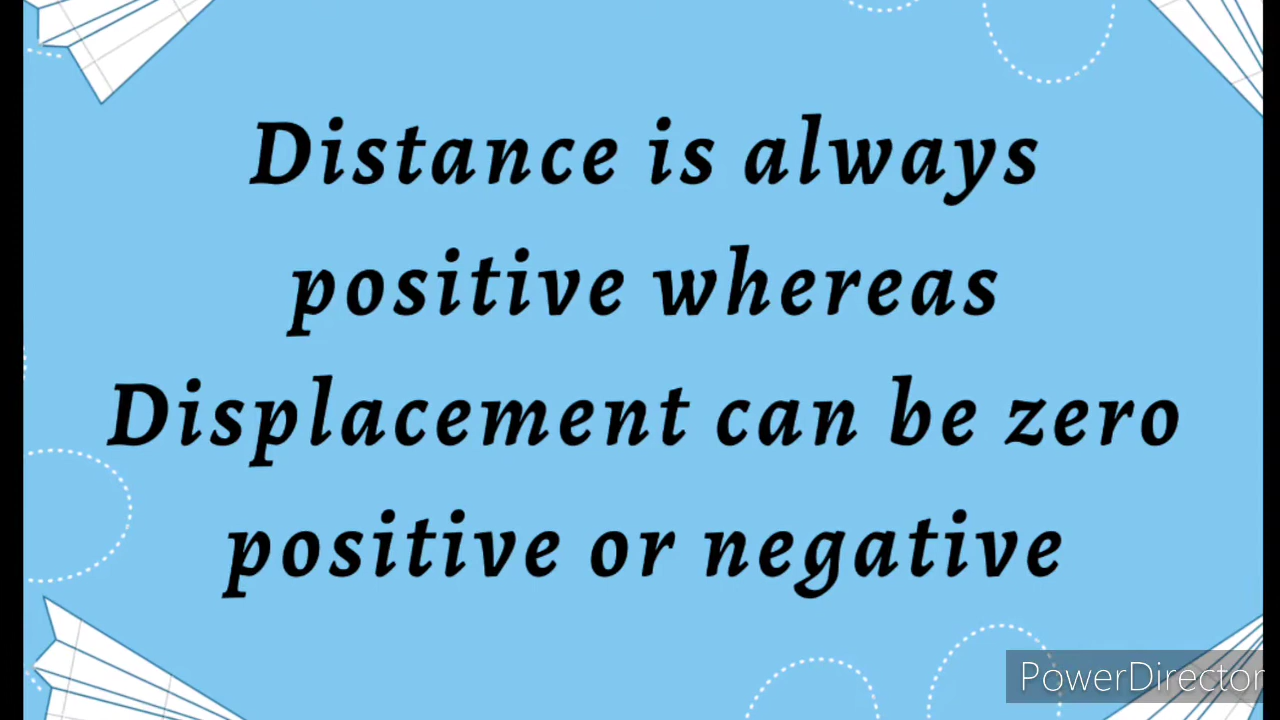 Distance is always
positive whereas
Displacement can be zero
positive or negative
PowerDirector